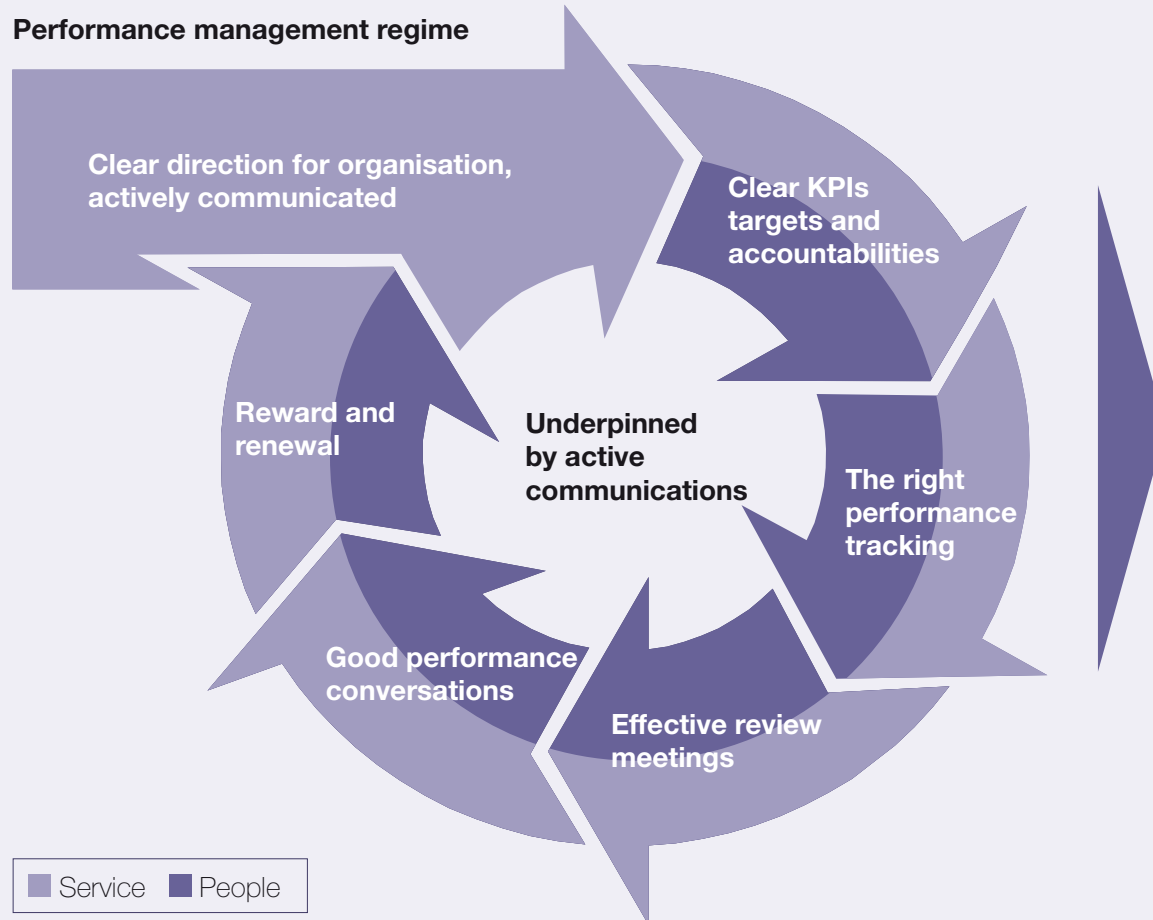 Performance management regime
Clear direction for organisation,
actively communicated
Clear KPIs
targets and
accountabilities
The right
performance
tracking
Effective review
meetings
Good performance
conversations
Reward and
renewal
Underpinned
by active
communications
Service
People